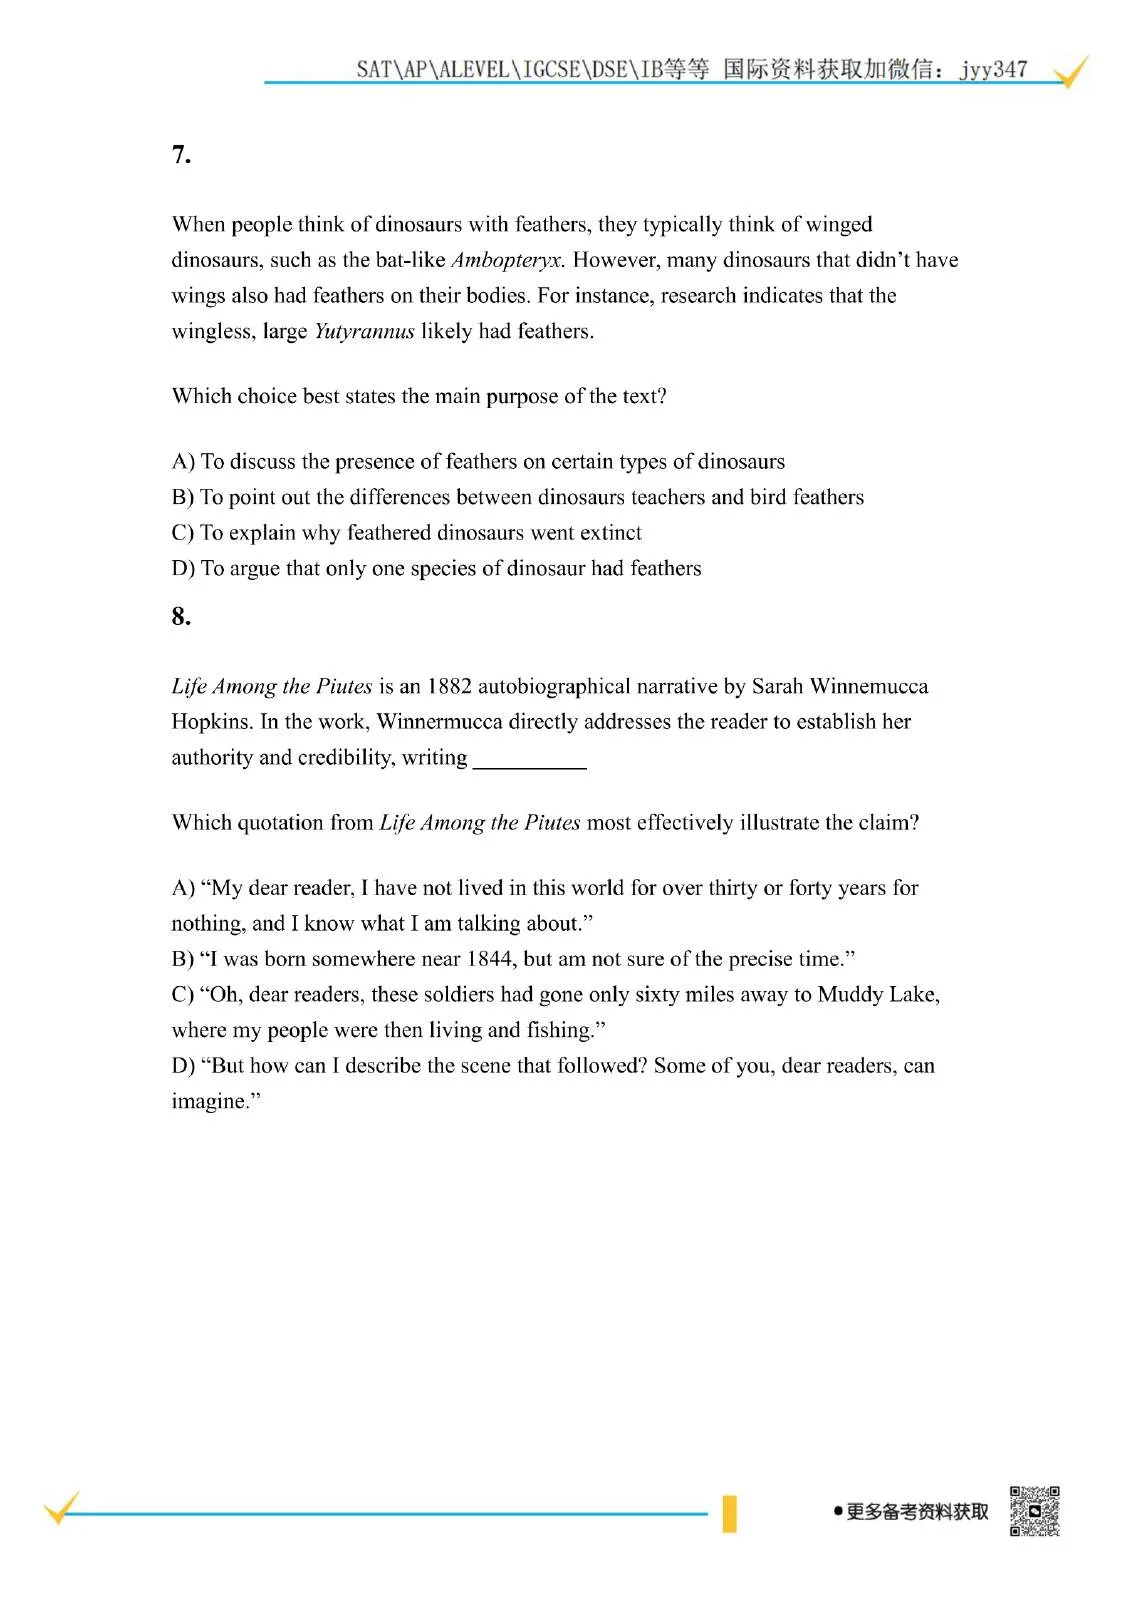 SAT\AP\ALEVEL\IGCSE\DSE\IB等等 国际资料获取加微信: jyy347
7.
When people think of dinosaurs with feathers, they typically think of winged
dinosaurs, such as the bat-like Ambopteryx. However, many dinosaurs that didn't have
wings also had feathers on their bodies. For instance, research indicates that the
wingless, large Yutyrannus likely had feathers.
Which choice best states the main purpose of the text?
A) To discuss the presence of feathers on certain types of dinosaurs
B) To point out the differences between dinosaurs teachers and bird feathers
C) To explain why feathered dinosaurs went extinct
D) To argue that only one species of dinosaur had feathers
8.
Life Among the Piutes is an 1882 autobiographical narrative by Sarah Winnemucca
Hopkins. In the work, Winnermucca directly addresses the reader to establish her
authority and credibility, writing __________
Which quotation from Life Among the Piutes most effectively illustrate the claim?
A) “My dear reader, I have not lived in this world for over thirty or forty years for
nothing, and I know what I am talking about.”
B) “I was born somewhere near 1844, but am not sure of the precise time.”
C) “Oh, dear readers, these soldiers had gone only sixty miles away to Muddy Lake,
where my people were then living and fishing.”
D) “But how can I describe the scene that followed? Some of you, dear readers, can
imagine.”
•更多备考资料获取